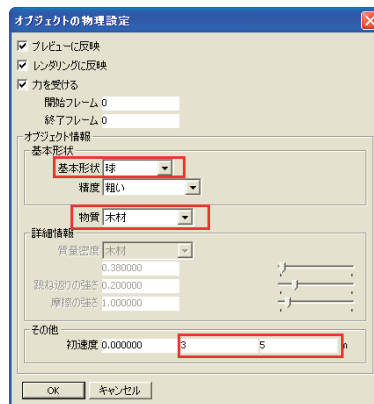 オブジェクトの物理設定
プレビューに反映
レンダリングに反映
力を受ける
開始フレーム 0
終了フレーム 0
オブジェクト情報
基本形状
基本形状 球
精度 粗い
物質 木材
詳細情報
質量密度 木材
0.380000
跳ね返りの強さ 0.200000
摩擦の強さ 1.000000
その他
初速度 0.000000 3 5 m
OK キャンセル